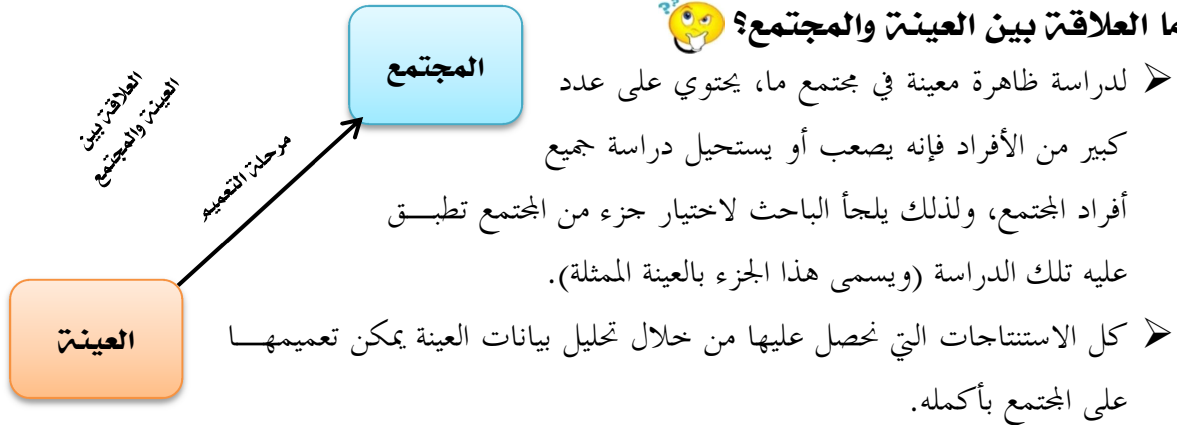 ما العلاقة بين العينة والمجتمع؟
لدراسة ظاهرة معينة في مجتمع ما، يحتوي على عدد
كبير من الأفراد فإنه يصعب أو يستحيل دراسة جميع
أفراد المجتمع، ولذلك يلجأ الباحث لاختيار جزء من المجتمع تطبق
عليه تلك الدراسة (ويسمى هذا الجزء بالعينة الممثلة).
كل الاستنتاجات التي نحصل عليها من خلال تحليل بيانات العينة يمكن تعميمها
على المجتمع بأكمله.
المجتمع
العلاقة بين
العينة والمجتمع
مرحلة التعميم
العينة